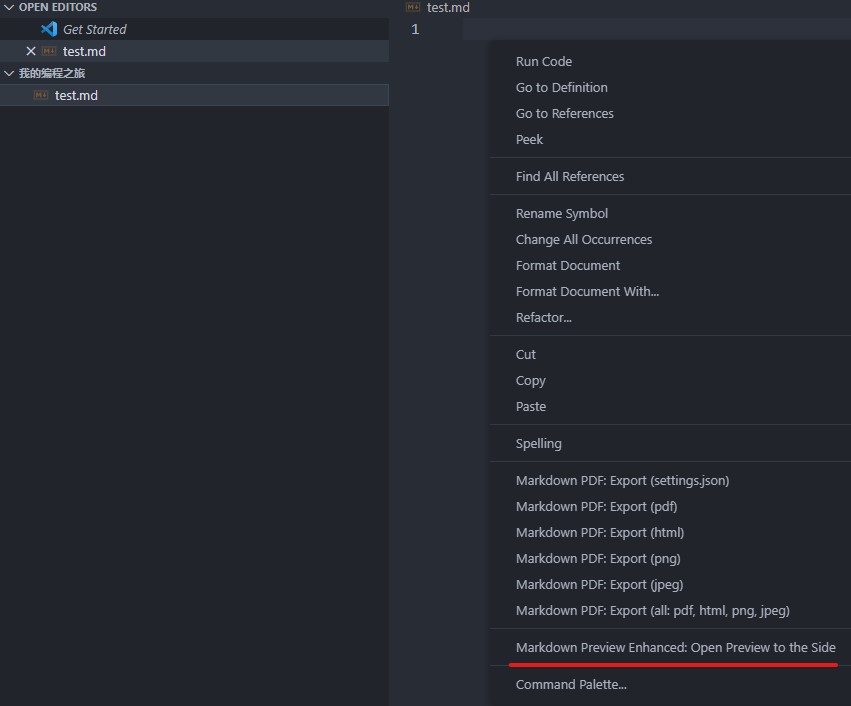 OPEN EDITORS
Get Started
test.md
我的编程之旅
test.md
test.md
1
Run Code
Go to Definition
Go to References
Peek
Find All References
Rename Symbol
Change All Occurrences
Format Document
Format Document With...
Refactor...
Cut
Copy
Paste
Spelling
Markdown PDF: Export (settings.json)
Markdown PDF: Export (pdf)
Markdown PDF: Export (html)
Markdown PDF: Export (png)
Markdown PDF: Export (jpeg)
Markdown PDF: Export (all: pdf, html, png, jpeg)
Markdown Preview Enhanced: Open Preview to the Side
Command Palette...